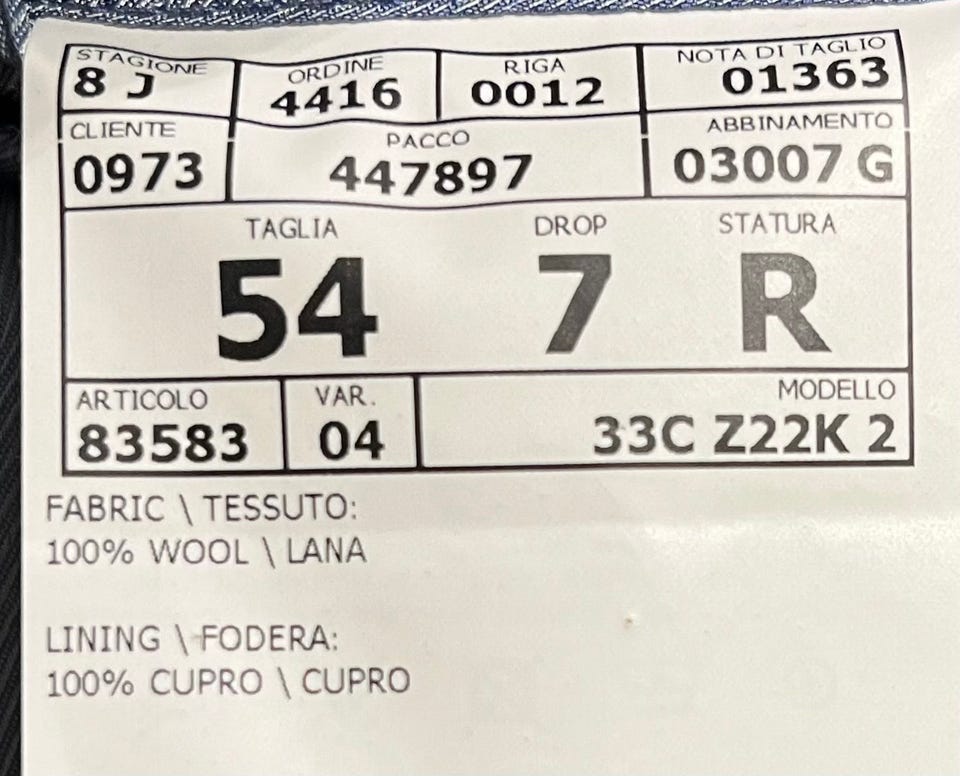 STAGIONE ORDINE RIGA NOTA DI TAGLIO
8 J 4416 0012 01363
CLIENTE PACCO ABBINAMENTO
0973 447897 03007 G
TAGLIA DROP STATURA
54 7 R
ARTICOLO VAR. MODELLO
83583 04 33C Z22K 2
FABRIC \ TESSUTO:
100% WOOL \ LANA
LINING \ FODERA:
100% CUPRO \ CUPRO